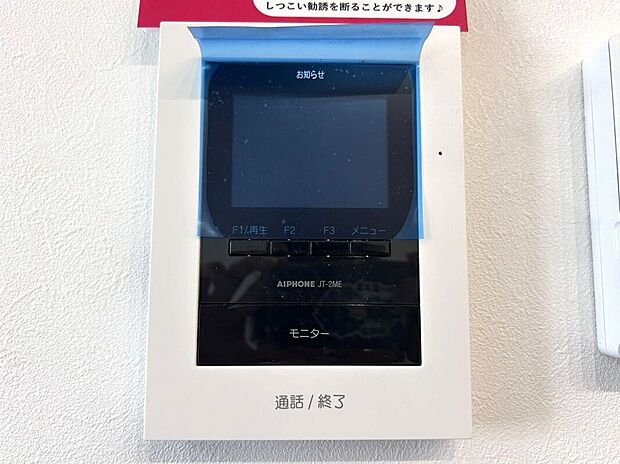 しつこい勧誘を断ることができます♪
お知らせ
F1/再生 F2 F3 メニュー
AIPHONE JT-2ME
モニター
通話 / 終了